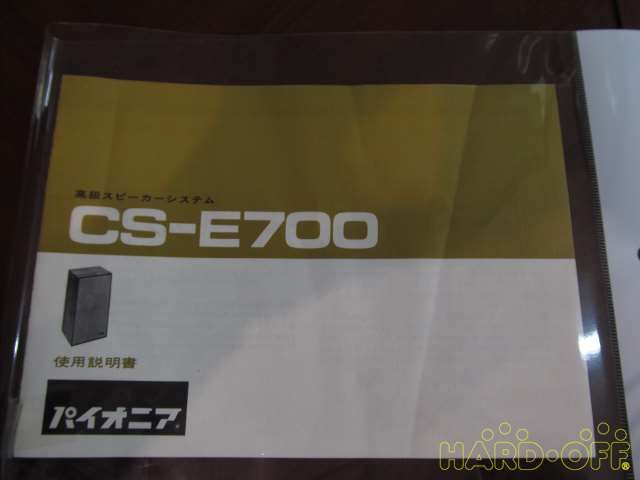 高級スピーカーシステム
CS-E700
使用説明書
パイオニア
HARD-OFF®